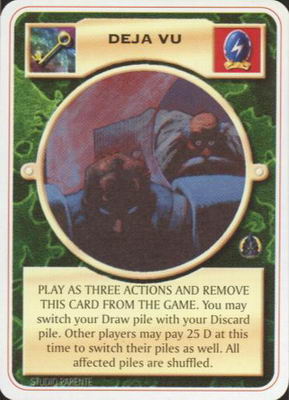 DEJA VU
PLAY AS THREE ACTIONS AND REMOVE
THIS CARD FROM THE GAME. You may
switch your Draw pile with your Discard
pile. Other players may pay 25 D at this
time to switch their piles as well. All
affected piles are shuffled.
STUDIO PARENTE